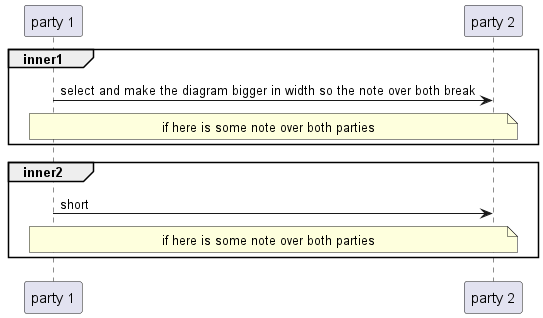 party 1
party 2
inner1
select and make the diagram bigger in width so the note over both break
if here is some note over both parties
inner2
short
if here is some note over both parties
party 1
party 2